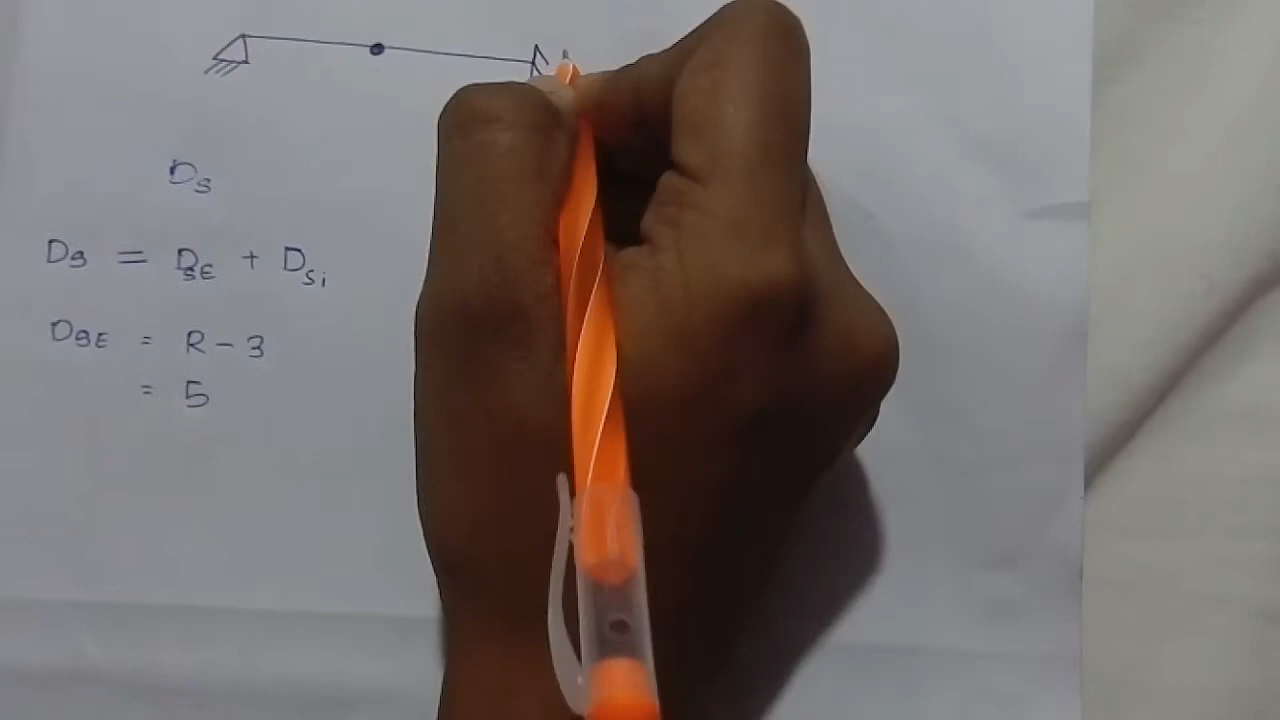 Ds
Ds = DsE + Dsi
DsE = R - 3
= 5